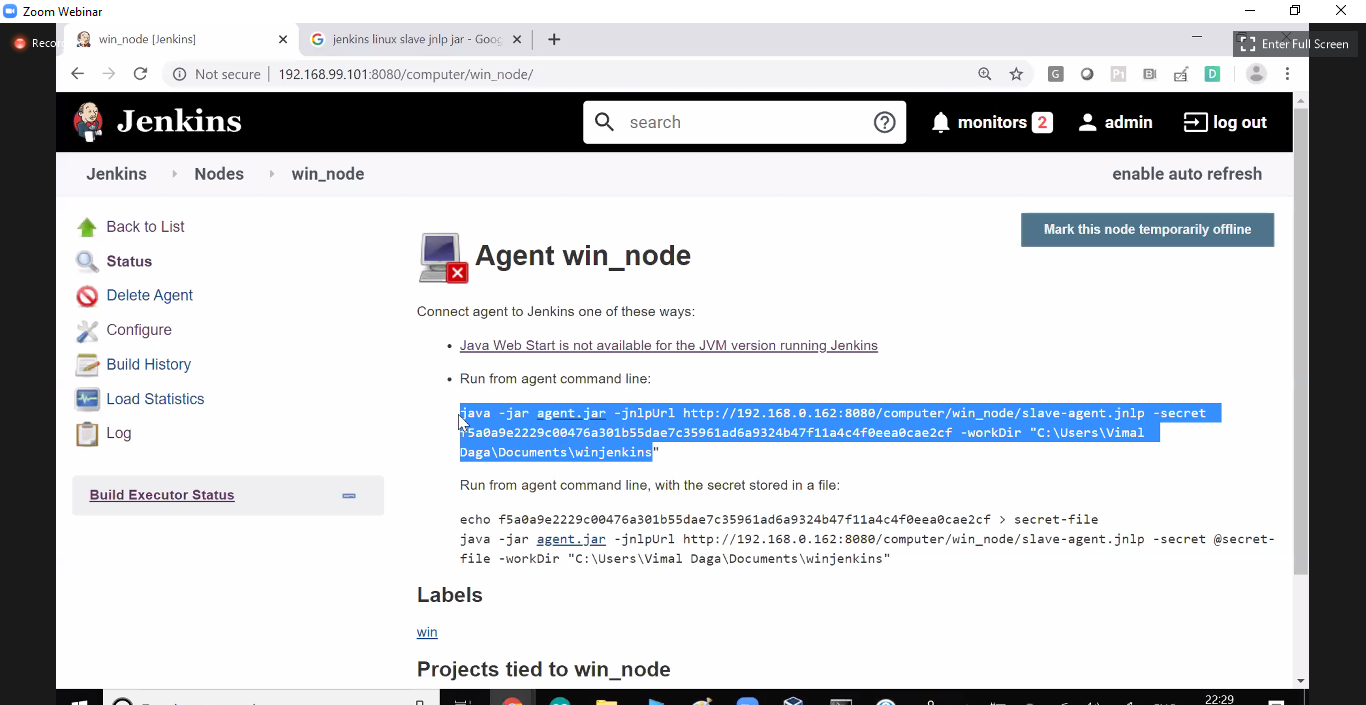 Zoom Webinar
Recor
win_node [Jenkins]
jenkins linux slave jnlp jar - Goog
Enter Full Screen
Not secure
192.168.99.101:8080/computer/win_node/
Jenkins
search
monitors 2
admin
log out
Jenkins
Nodes
win_node
enable auto refresh
Back to List
Status
Delete Agent
Configure
Build History
Load Statistics
Log
Build Executor Status
Mark this node temporarily offline
Agent win_node
Connect agent to Jenkins one of these ways:
Java Web Start is not available for the JVM version running Jenkins
Run from agent command line:
java -jar agent.jar -jnlpUrl http://192.168.0.162:8080/computer/win_node/slave-agent.jnlp -secret
f5a0a9e2229c00476a301b55dae7c35961ad6a9324b47f11a4c4f0eea0cae2cf -workDir "C:\Users\Vimal
Daga\Documents\winjenkins"
Run from agent command line, with the secret stored in a file:
echo f5a0a9e2229c00476a301b55dae7c35961ad6a9324b47f11a4c4f0eea0cae2cf > secret-file
java -jar agent.jar -jnlpUrl http://192.168.0.162:8080/computer/win_node/slave-agent.jnlp -secret @secret-
file -workDir "C:\Users\Vimal Daga\Documents\winjenkins"
Labels
win
Projects tied to win_node
22:29